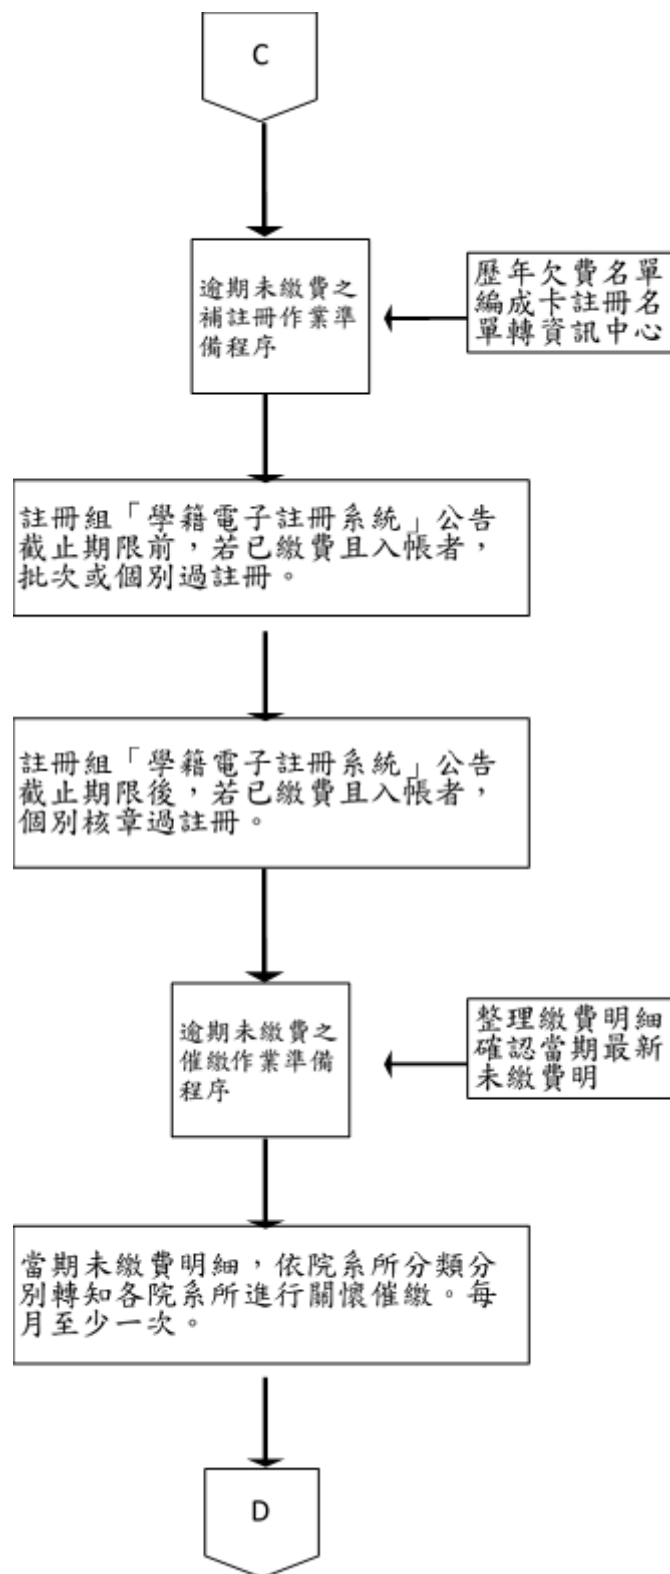 C
逾期未繳費之
補註冊作業準
備程序
歷年欠費名單
編成卡註冊名
單轉資訊中心
註冊組「學籍電子註冊系統」公告
截止期限前，若已繳費且入帳者，
批次或個別過註冊。
註冊組「學籍電子註冊系統」公告
截止期限後，若已繳費且入帳者，
個別核章過註冊。
逾期未繳費之
催繳作業準備
程序
整理繳費明細
確認當期最新
未繳費明
當期未繳費明細，依院系所分類分
別轉知各院系所進行關懷催繳。每
月至少一次。
D